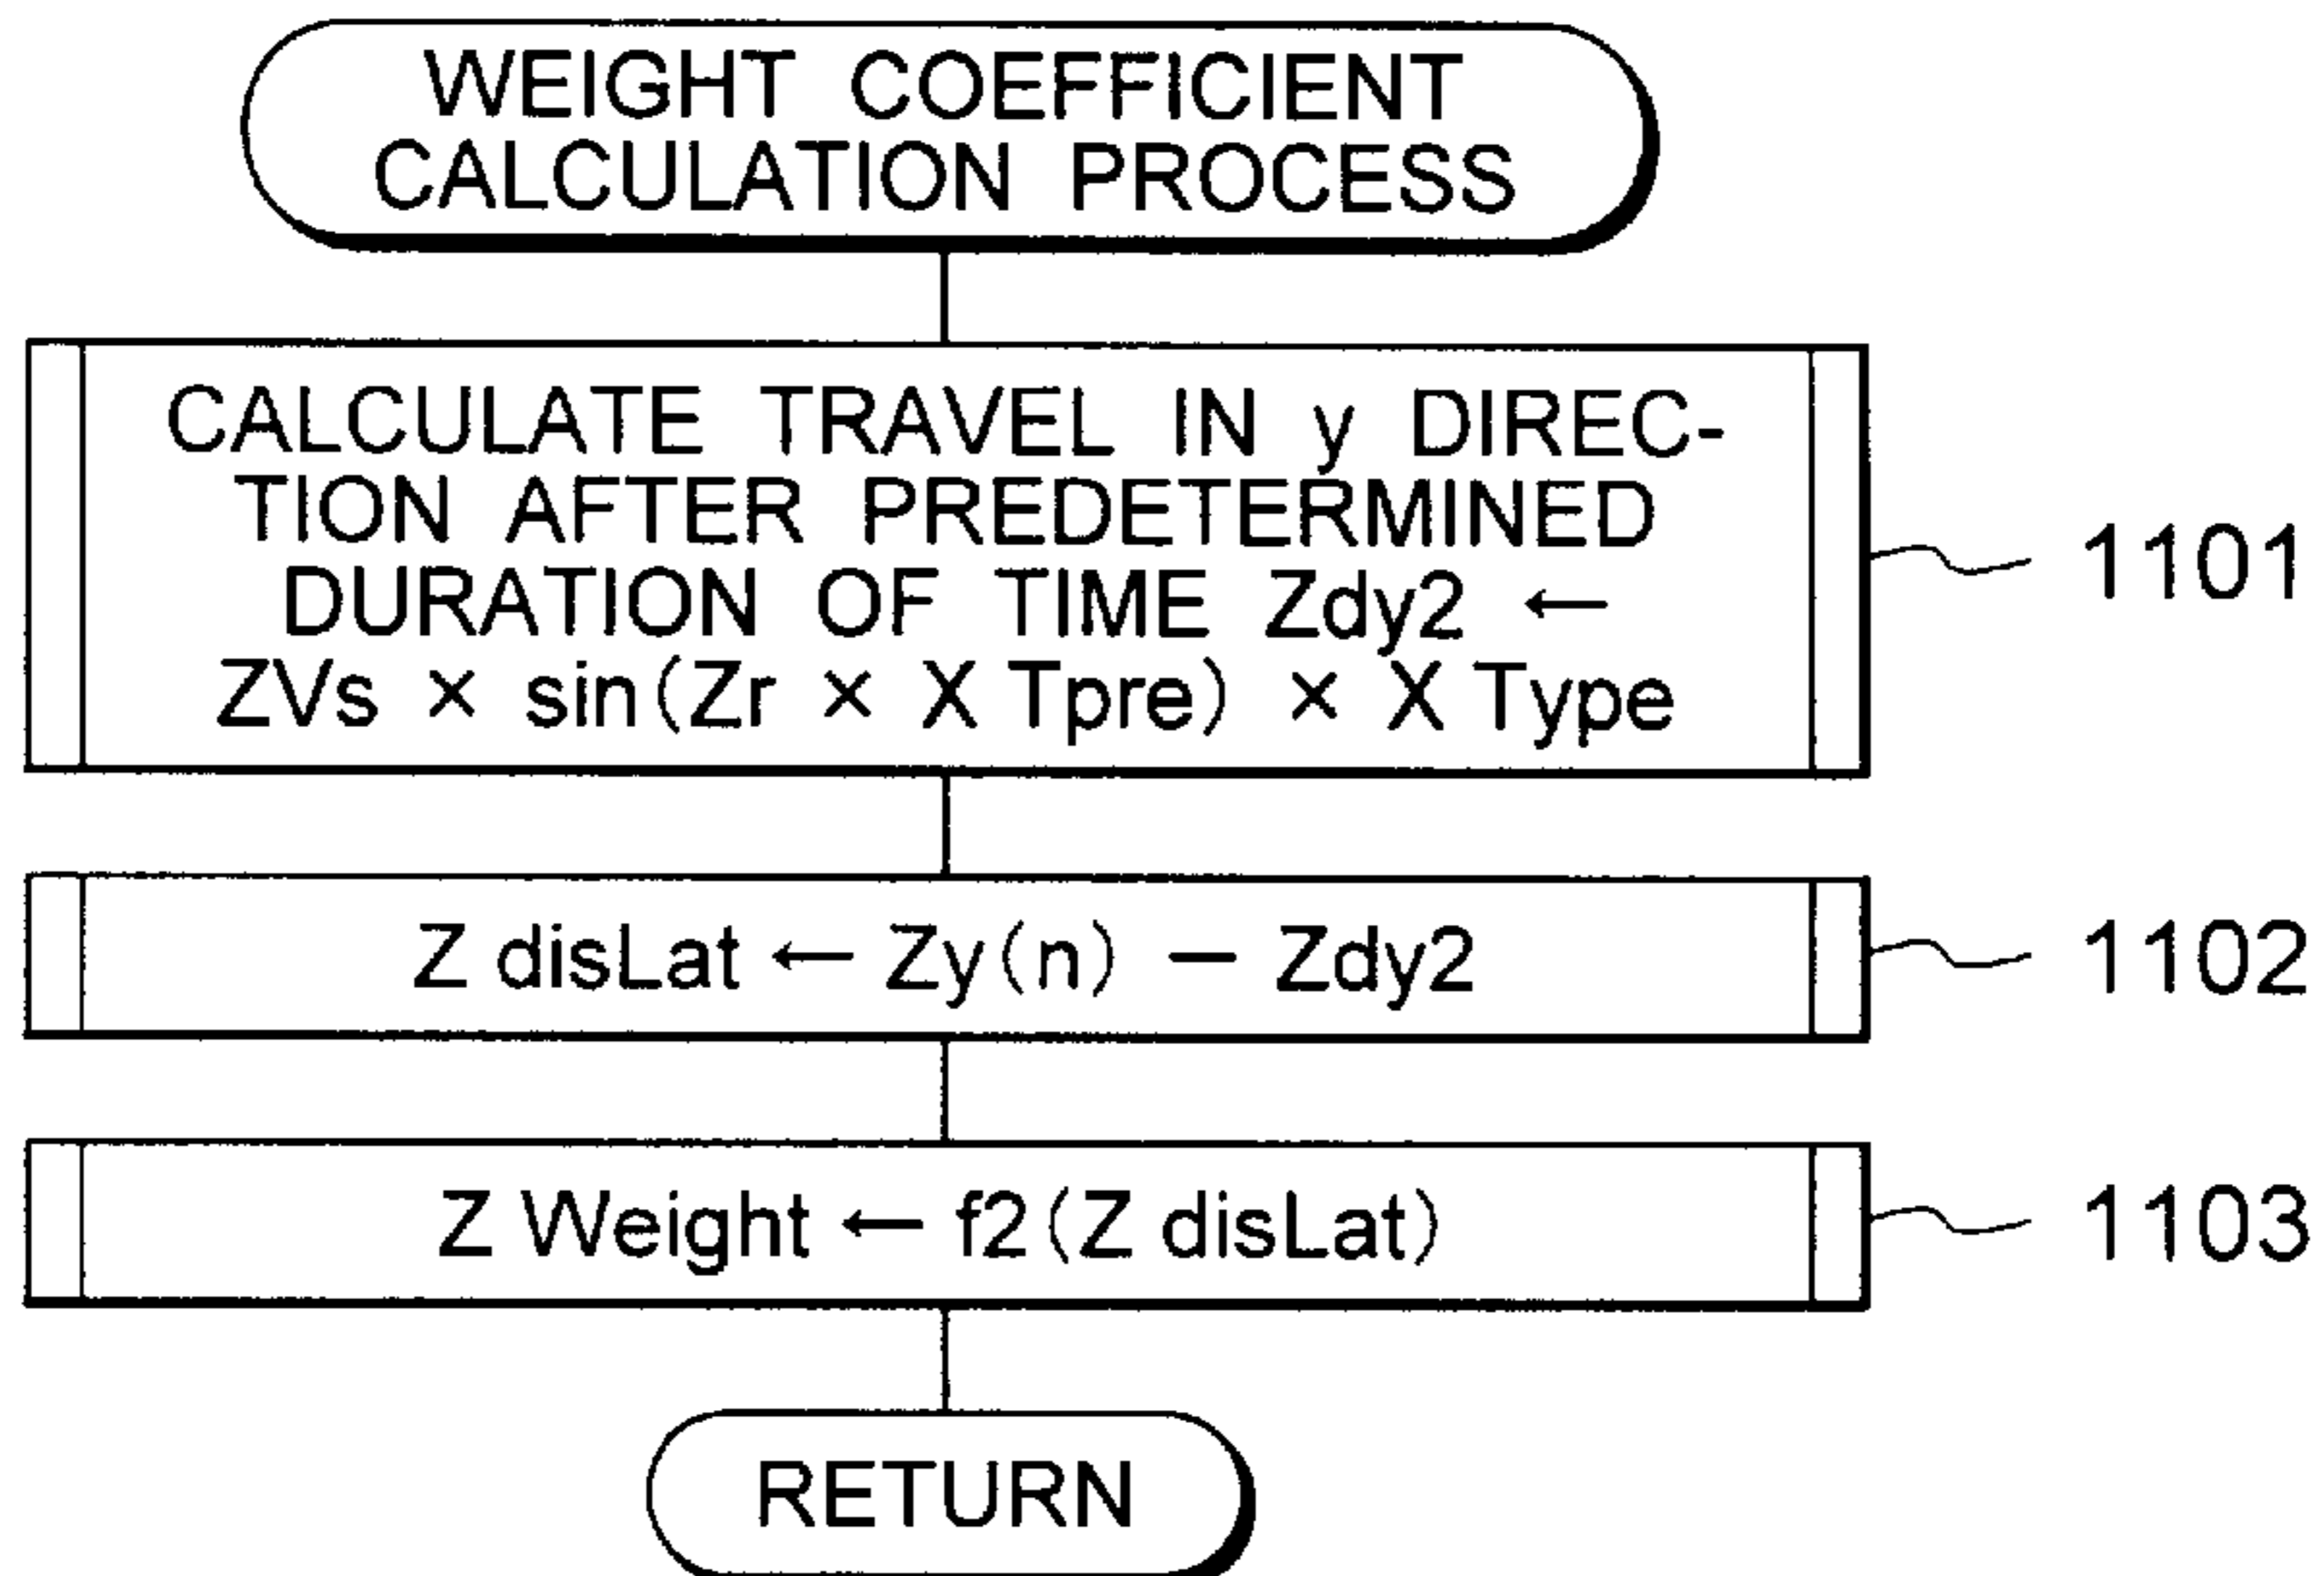 WEIGHT COEFFICIENT
CALCULATION PROCESS
CALCULATE TRAVEL IN y DIREC-
TION AFTER PREDETERMINED
DURATION OF TIME Zdy2 ←
ZVs × sin(Zr × X Tpre) × X Type
1101
Z disLat ← Zy(n) − Zdy2
1102
Z Weight ← f2(Z disLat)
1103
RETURN